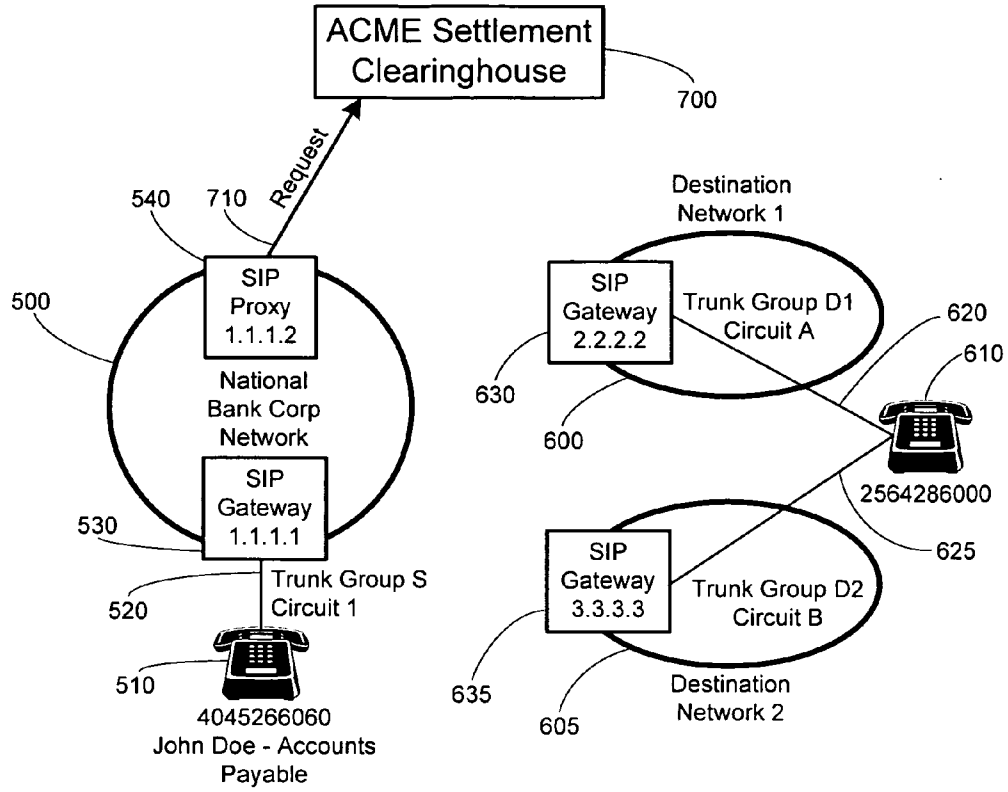 ACME Settlement
Clearinghouse
700
Request
710
540
SIP
Proxy
1.1.1.2
500
National
Bank Corp
Network
SIP
Gateway
1.1.1.1
530
520
Trunk Group S
Circuit 1
510
4045266060
John Doe - Accounts
Payable
Destination
Network 1
SIP
Gateway
2.2.2.2
Trunk Group D1
Circuit A
620
610
630
600
2564286000
625
SIP
Gateway
3.3.3.3
Trunk Group D2
Circuit B
635
605
Destination
Network 2